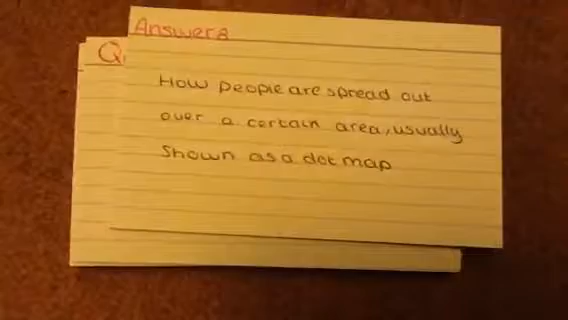 Answer 8
Q
How people are spread out
over a certain area, usually
Shown as a dot map